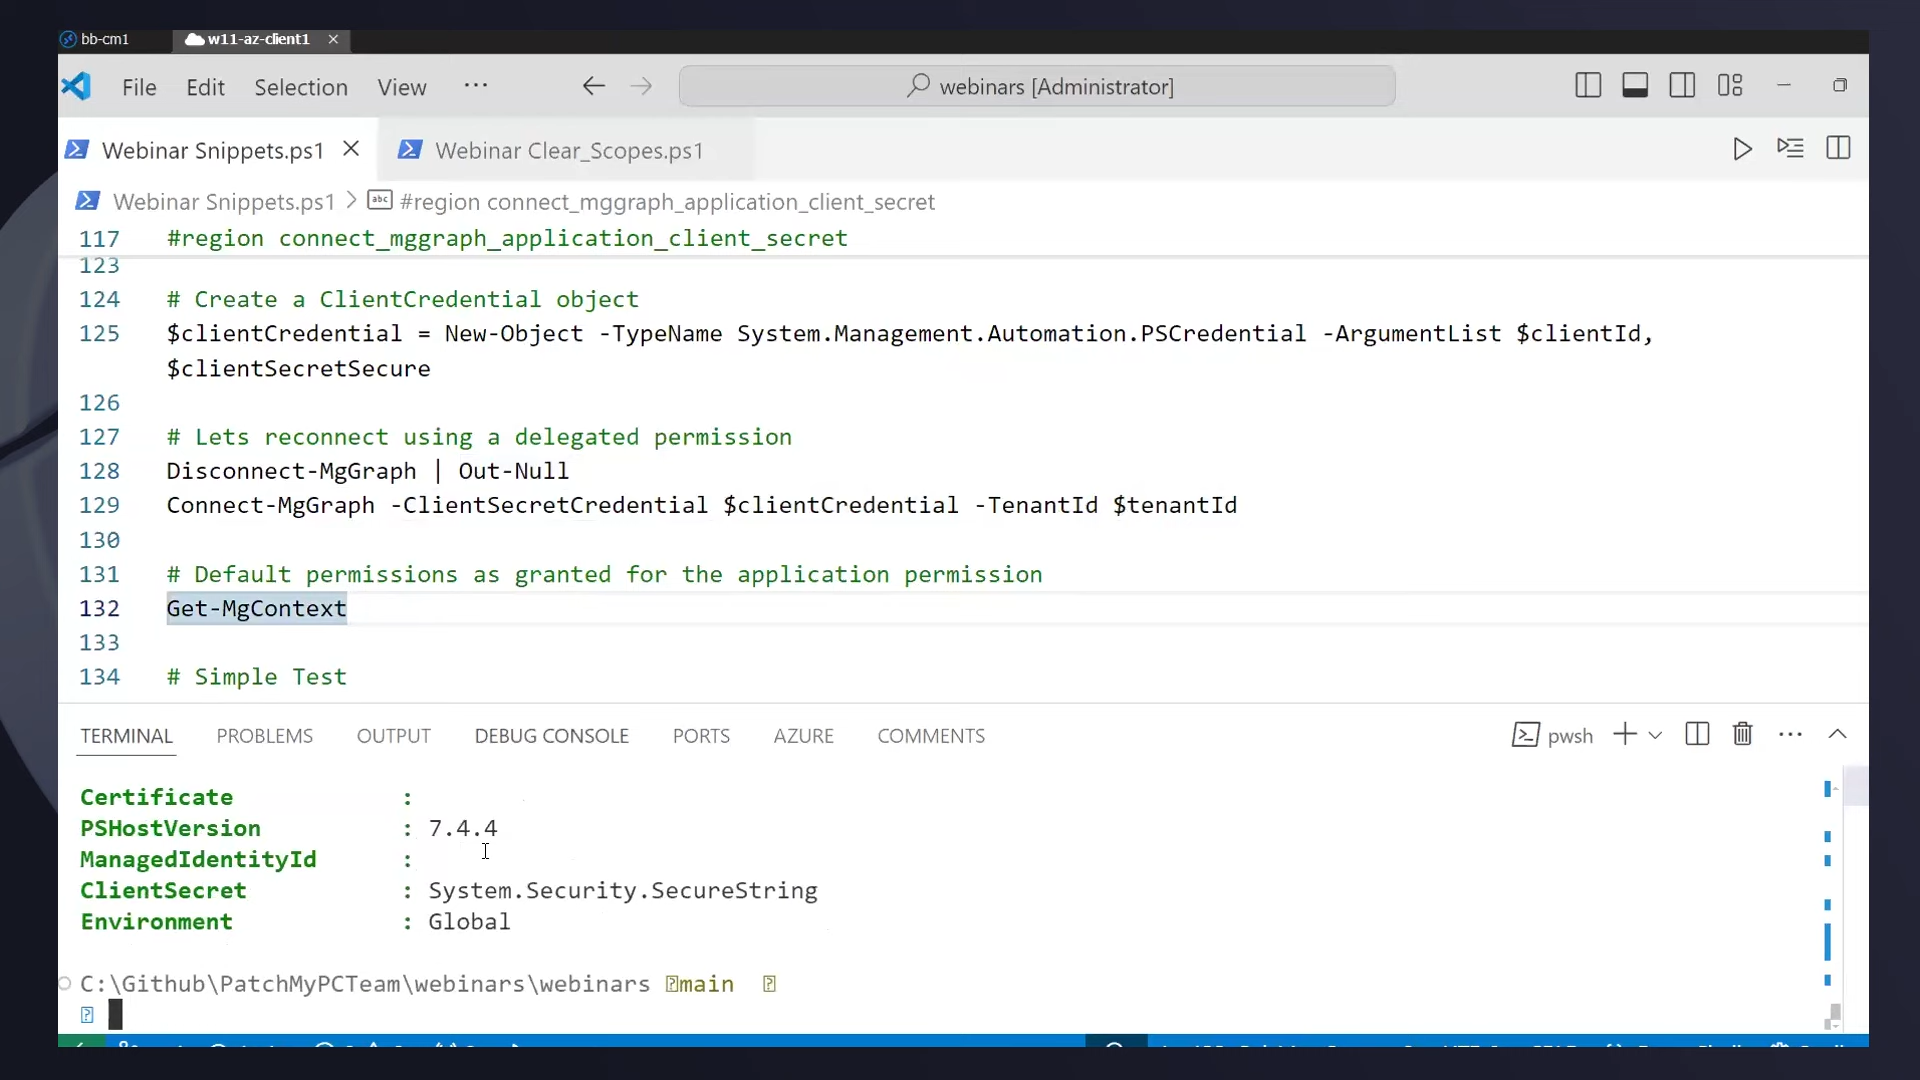 bb-cm1
w11-az-client1
File Edit Selection View ...
webinars [Administrator]
Webinar Snippets.ps1
Webinar Clear_Scopes.ps1
Webinar Snippets.ps1 > abc #region connect_mggraph_application_client_secret
117 #region connect_mggraph_application_client_secret
123
124 # Create a ClientCredential object
125 $clientCredential = New-Object -TypeName System.Management.Automation.PSCredential -ArgumentList $clientId,
$clientSecretSecure
126
127 # Lets reconnect using a delegated permission
128 Disconnect-MgGraph | Out-Null
129 Connect-MgGraph -ClientSecretCredential $clientCredential -TenantId $tenantId
130
131 # Default permissions as granted for the application permission
132 Get-MgContext
133
134 # Simple Test
TERMINAL PROBLEMS OUTPUT DEBUG CONSOLE PORTS AZURE COMMENTS
pwsh
Certificate :
PSHostVersion : 7.4.4
ManagedIdentityId :
ClientSecret : System.Security.SecureString
Environment : Global
C:\Github\PatchMyPCTeam\webinars\webinars main